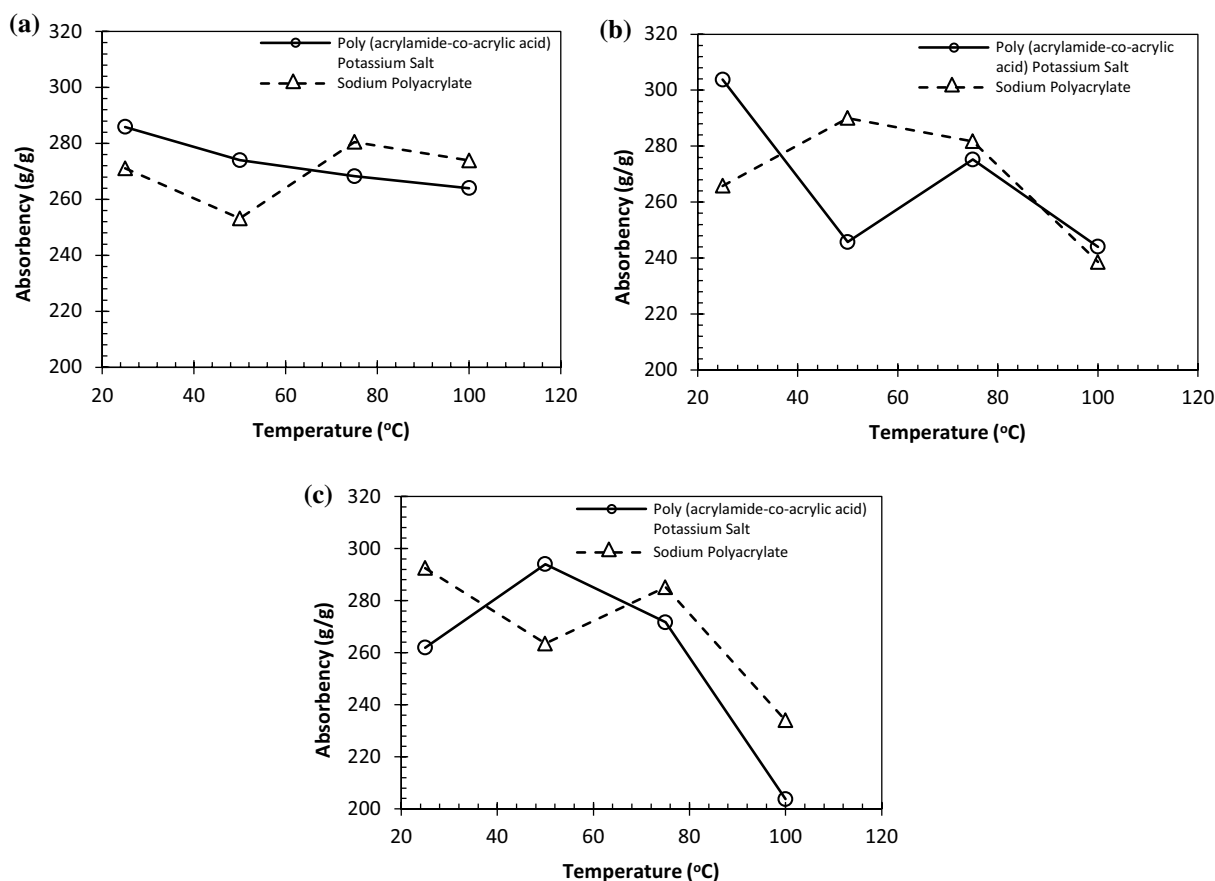 (a)
320
300
280
260
240
220
200
Absorbency (g/g)
Poly (acrylamide-co-acrylic acid)
Potassium Salt
Sodium Polyacrylate
20 40 60 80 100 120
Temperature (ºC)
(b)
320
300
280
260
240
220
200
Absorbency (g/g)
Poly (acrylamide-co-acrylic
acid) Potassium Salt
Sodium Polyacrylate
20 40 60 80 100 120
Temperature (ºC)
(c)
320
300
280
260
240
220
200
Absorbency (g/g)
Poly (acrylamide-co-acrylic acid)
Potassium Salt
Sodium Polyacrylate
20 40 60 80 100 120
Temperature (ºC)